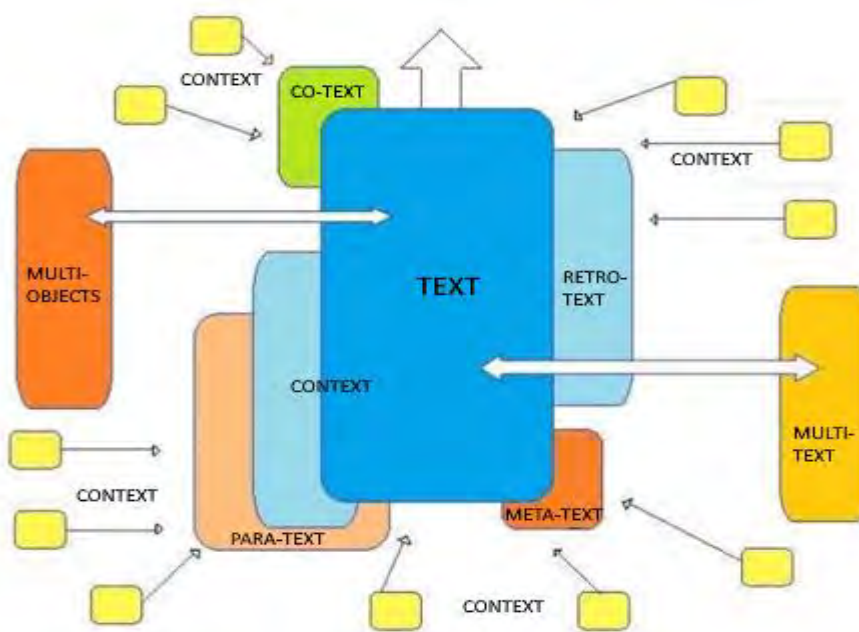 CONTEXT
CO-TEXT
CONTEXT
MULTI-
OBJECTS
TEXT
RETRO-
TEXT
CONTEXT
MULTI-
TEXT
CONTEXT
META-TEXT
PARA-TEXT
CONTEXT